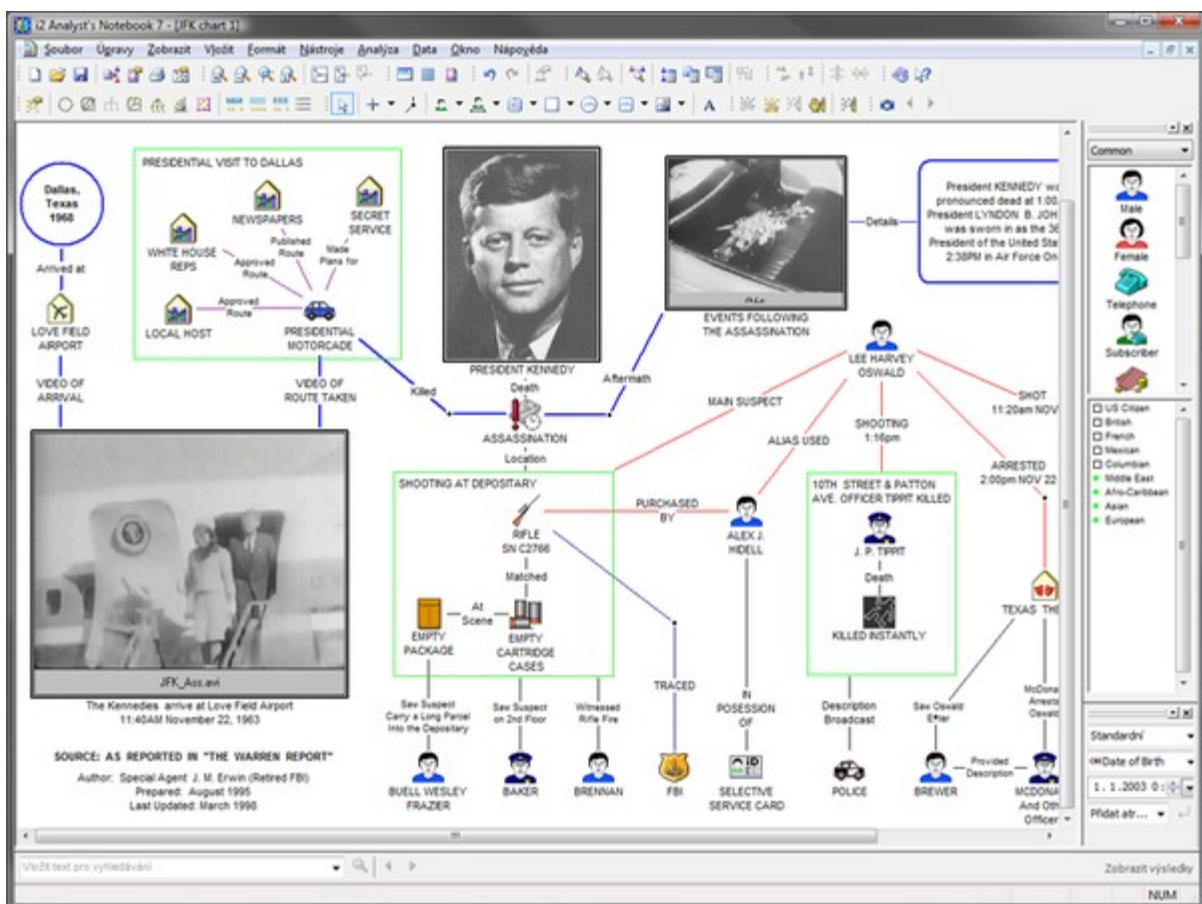 i2 Analyst's Notebook 7 - [JFK chart 1]
Soubor Úpravy Zobrazit Vložit Formát Nástroje Analýza Data Okno Nápověda
Dallas,
Texas
1968
Arrived at
LOVE FIELD
AIRPORT
VIDEO OF
ARRIVAL
PRESIDENTIAL VISIT TO DALLAS
NEWSPAPERS
SECRET
SERVICE
WHITE HOUSE
REPS
Published
Route
Made
Plans for
Approved
Route
Approved
Route
LOCAL HOST
PRESIDENTIAL
MOTORCADE
VIDEO OF
ROUTE TAKEN
Killed
PRESIDENT KENNEDY
Death
ASSASSINATION
Location
Aftermath
EVENTS FOLLOWING
THE ASSASSINATION
Details
President KENNEDY wa
pronounced dead at 1:00
President LYNDON B. JOH
was sworn in as the 36
President of the United Stat
2:38PM in Air Force On
LEE HARVEY
OSWALD
MAIN SUSPECT
ALIAS USED
SHOOTING
1:16pm
SHOT
11:20am NOV
ARRESTED
2:00pm NOV 22
SHOOTING AT DEPOSITARY
RIFLE
SN C2766
Matched
At
Scene
EMPTY
PACKAGE
EMPTY
CARTRIDGE
CASES
PURCHASED
BY
ALEX J.
HIDELL
10TH STREET & PATTON
AVE. OFFICER TIPPIT KILLED
J. P. TIPPIT
Death
KILLED INSTANTLY
TEXAS THE
JFK_Ass.avi
The Kennedies arrive at Love Field Airport
11:40AM November 22, 1963
SOURCE: AS REPORTED IN "THE WARREN REPORT"
Author: Special Agent J. M. Erwin (Retired FBI)
Prepared: August 1995
Last Updated: March 1998
Saw Suspect
Carry a Long Parcel
Into the Depositary
BUELL WESLEY
FRAZIER
Saw Suspect
on 2nd Floor
BAKER
Witnessed
Rifle Fire
BRENNAN
TRACED
FBI
IN
POSESSION
OF
SELECTIVE
SERVICE CARD
Description
Broadcast
POLICE
Saw Oswald
Enter
BREWER
Provided
Description
McDona
Arrests
Oswald
MCDONA
And Oth
Officer
Common
Male
Female
Telephone
Subscriber
US Citizen
British
French
Mexican
Columbian
Middle East
Afro-Caribbean
Asian
European
Standardní
Date of Birth
1. 1.2003 0:
Přidat atr...
Vložit text pro vyhledávání
Zobrazit výsledky
NUM